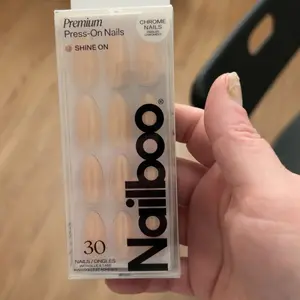 Premium
Press-On Nails
SHINE ON
CHROME
NAILS
Nailboo®
30
NAILS/ONGLES